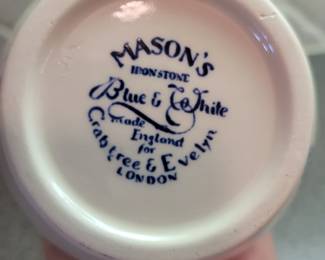 MASON'S
IRONSTONE
Blue & White
made
England
for
Crabtree & Evelyn
LONDON